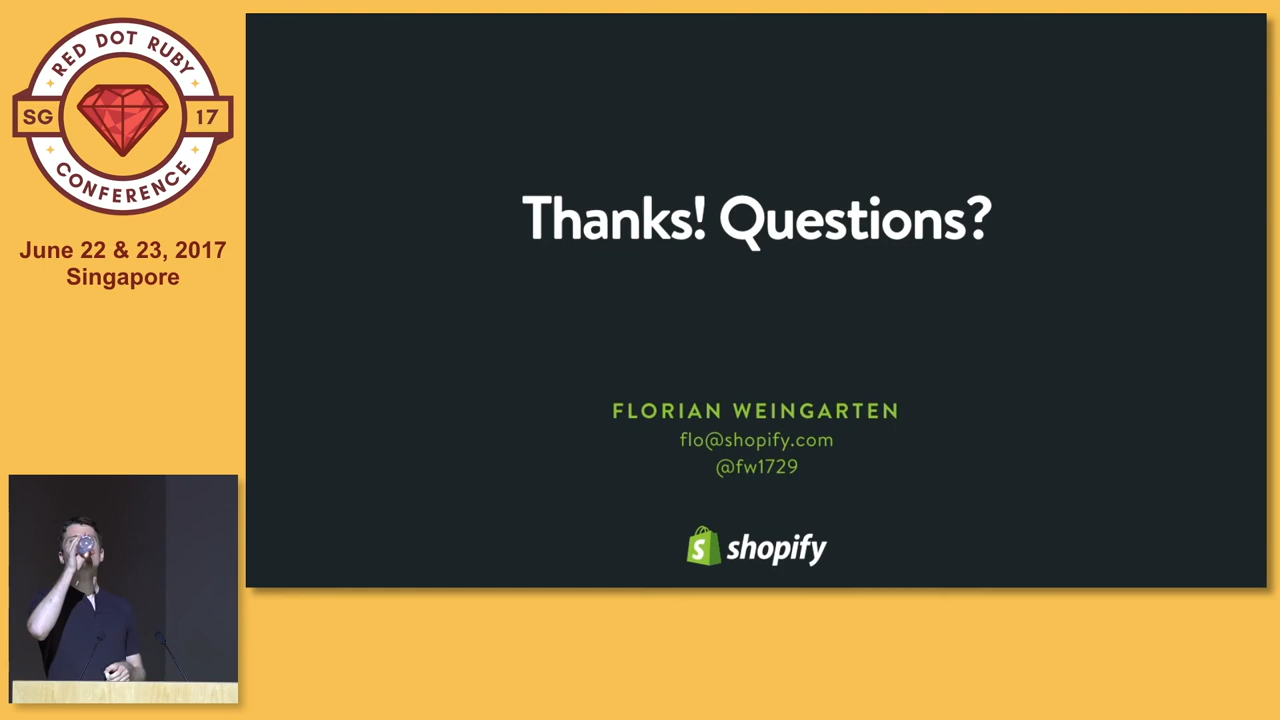 RED DOT RUBY
SG 17
CONFERENCE
June 22 & 23, 2017
Singapore
Thanks! Questions?
FLORIAN WEINGARTEN
flo@shopify.com
@fw1729
shopify